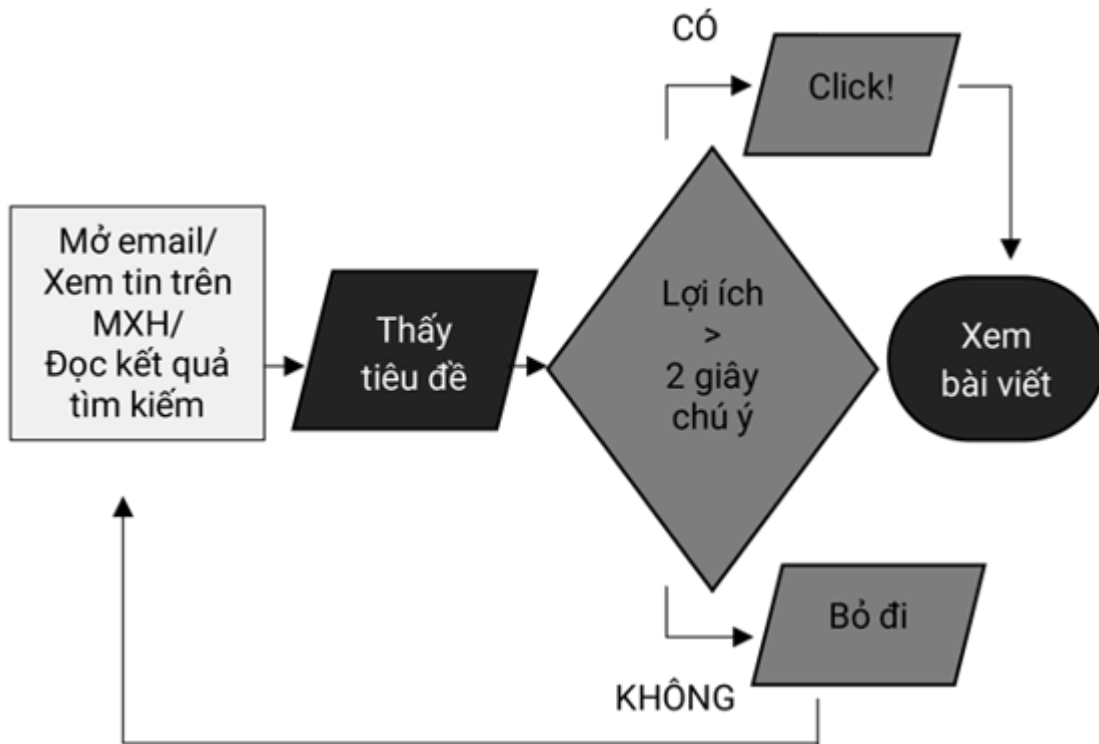 CÓ
Click!
Mở email/
Xem tin trên
MXH/
Đọc kết quả
tìm kiếm
Thấy
tiêu đề
Lợi ích
>
2 giây
chú ý
Xem
bài viết
Bỏ đi
KHÔNG